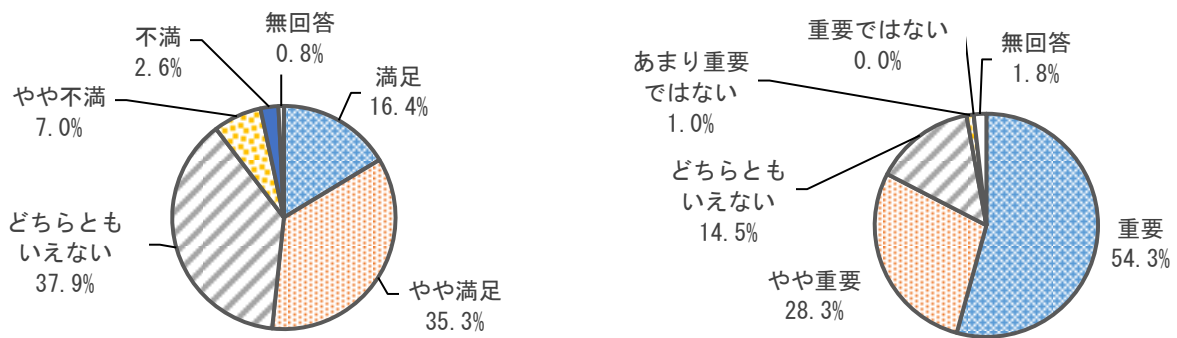 無回答
0.8%
不満
2.6%
やや不満
7.0%
満足
16.4%
どちらとも
いえない
37.9%
やや満足
35.3%
重要ではない
0.0%
無回答
1.8%
あまり重要
ではない
1.0%
どちらとも
いえない
14.5%
重要
54.3%
やや重要
28.3%